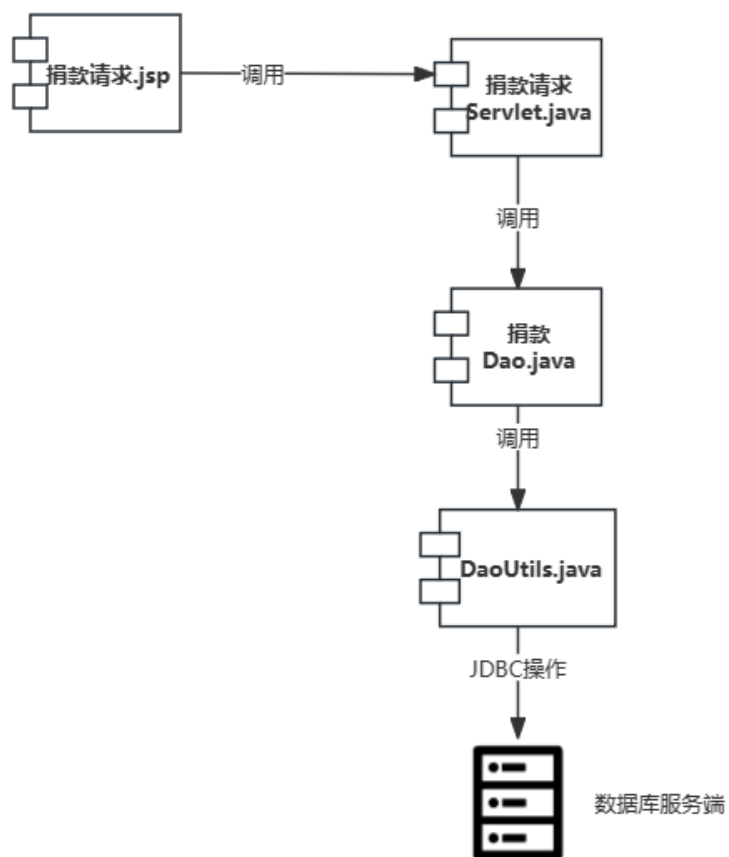 捐款请求.jsp
调用
捐款请求
Servlet.java
调用
捐款
Dao.java
调用
DaoUtils.java
JDBC操作
数据库服务端